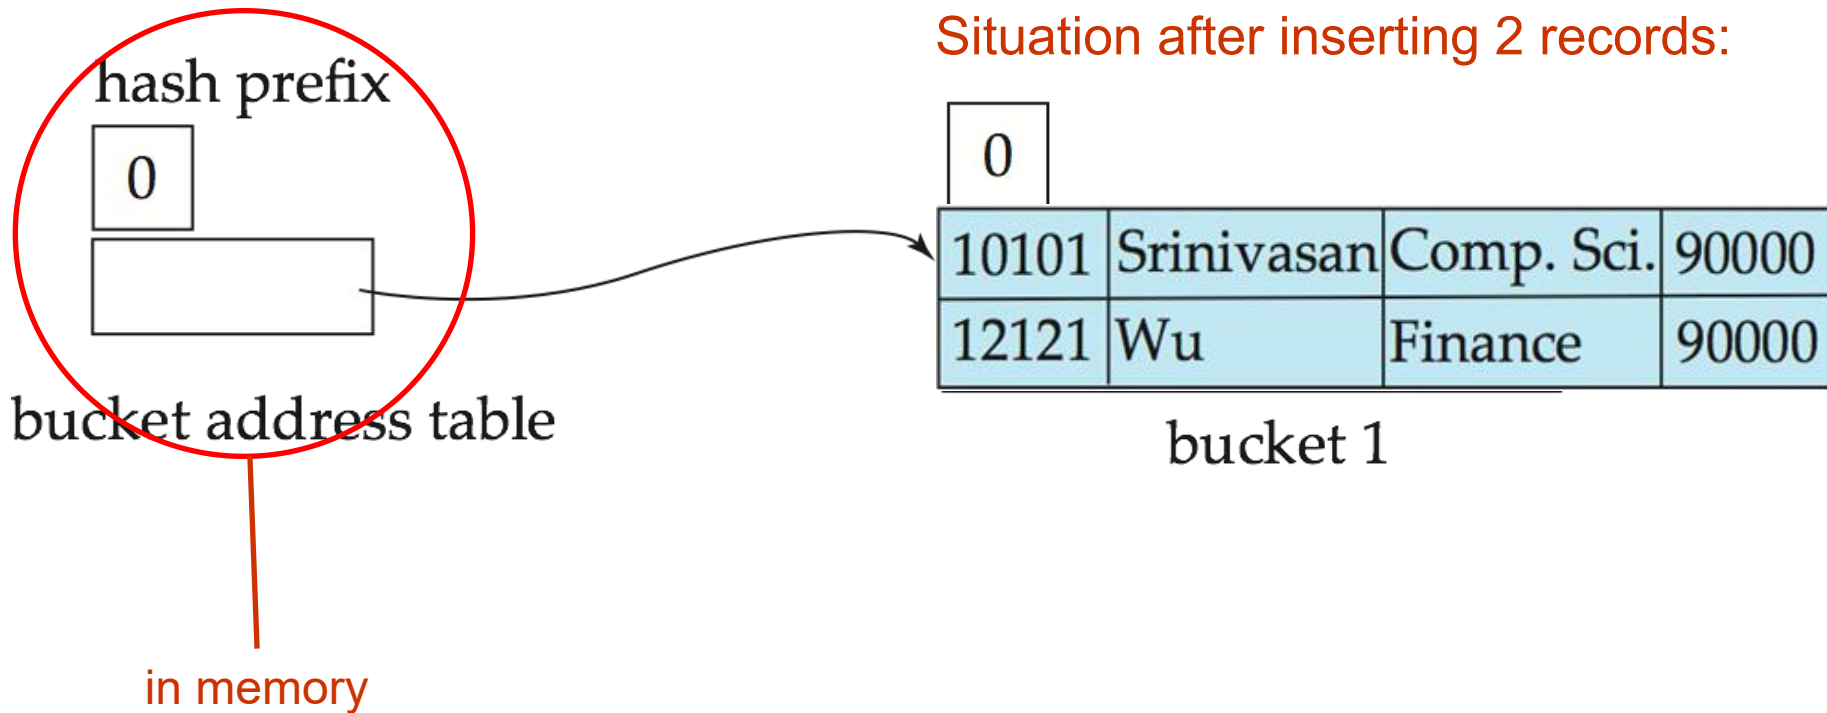 Situation after inserting 2 records:
hash prefix
0
0
10101 Srinivasan Comp. Sci. 90000
12121 Wu Finance 90000
bucket address table
bucket 1
in memory